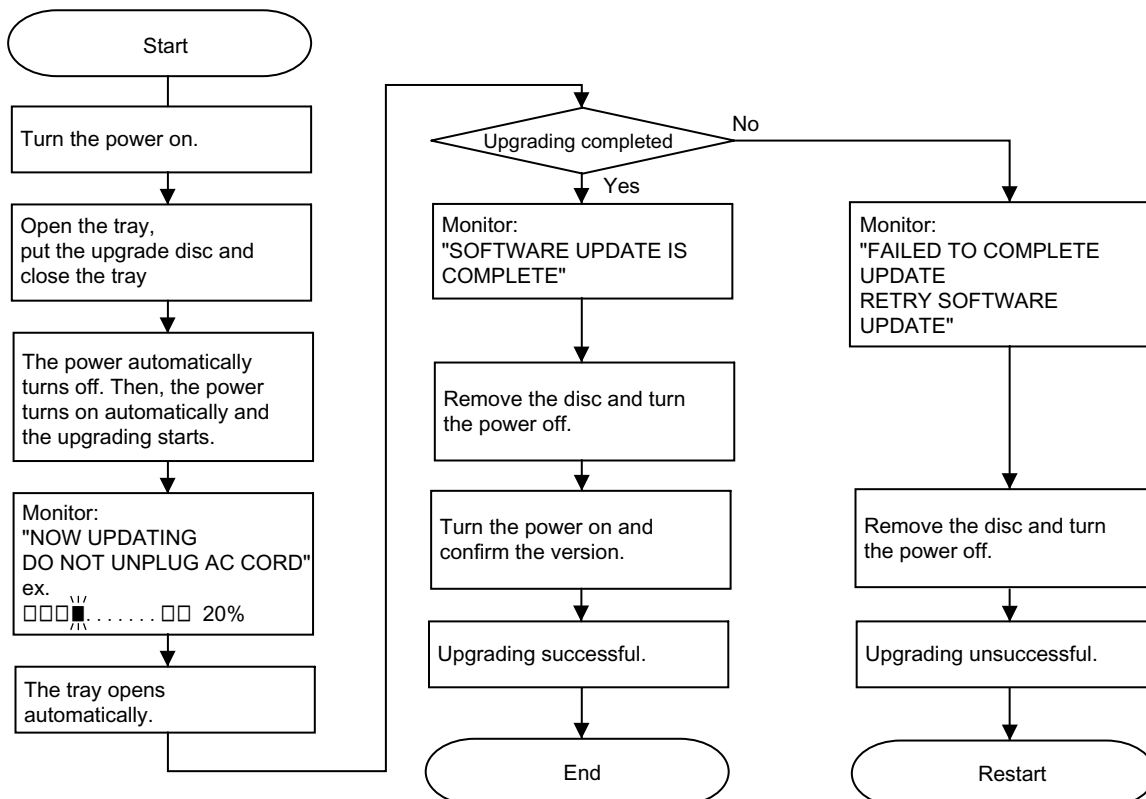 Start
Turn the power on.
Open the tray,
put the upgrade disc and
close the tray
The power automatically
turns off. Then, the power
turns on automatically and
the upgrading starts.
Monitor:
"NOW UPDATING
DO NOT UNPLUG AC CORD"
ex.
□□□■.......□□ 20%
The tray opens
automatically.
Upgrading completed
No
Yes
Monitor:
"SOFTWARE UPDATE IS
COMPLETE"
Remove the disc and turn
the power off.
Turn the power on and
confirm the version.
Upgrading successful.
End
Monitor:
"FAILED TO COMPLETE
UPDATE
RETRY SOFTWARE
UPDATE"
Remove the disc and turn
the power off.
Upgrading unsuccessful.
Restart